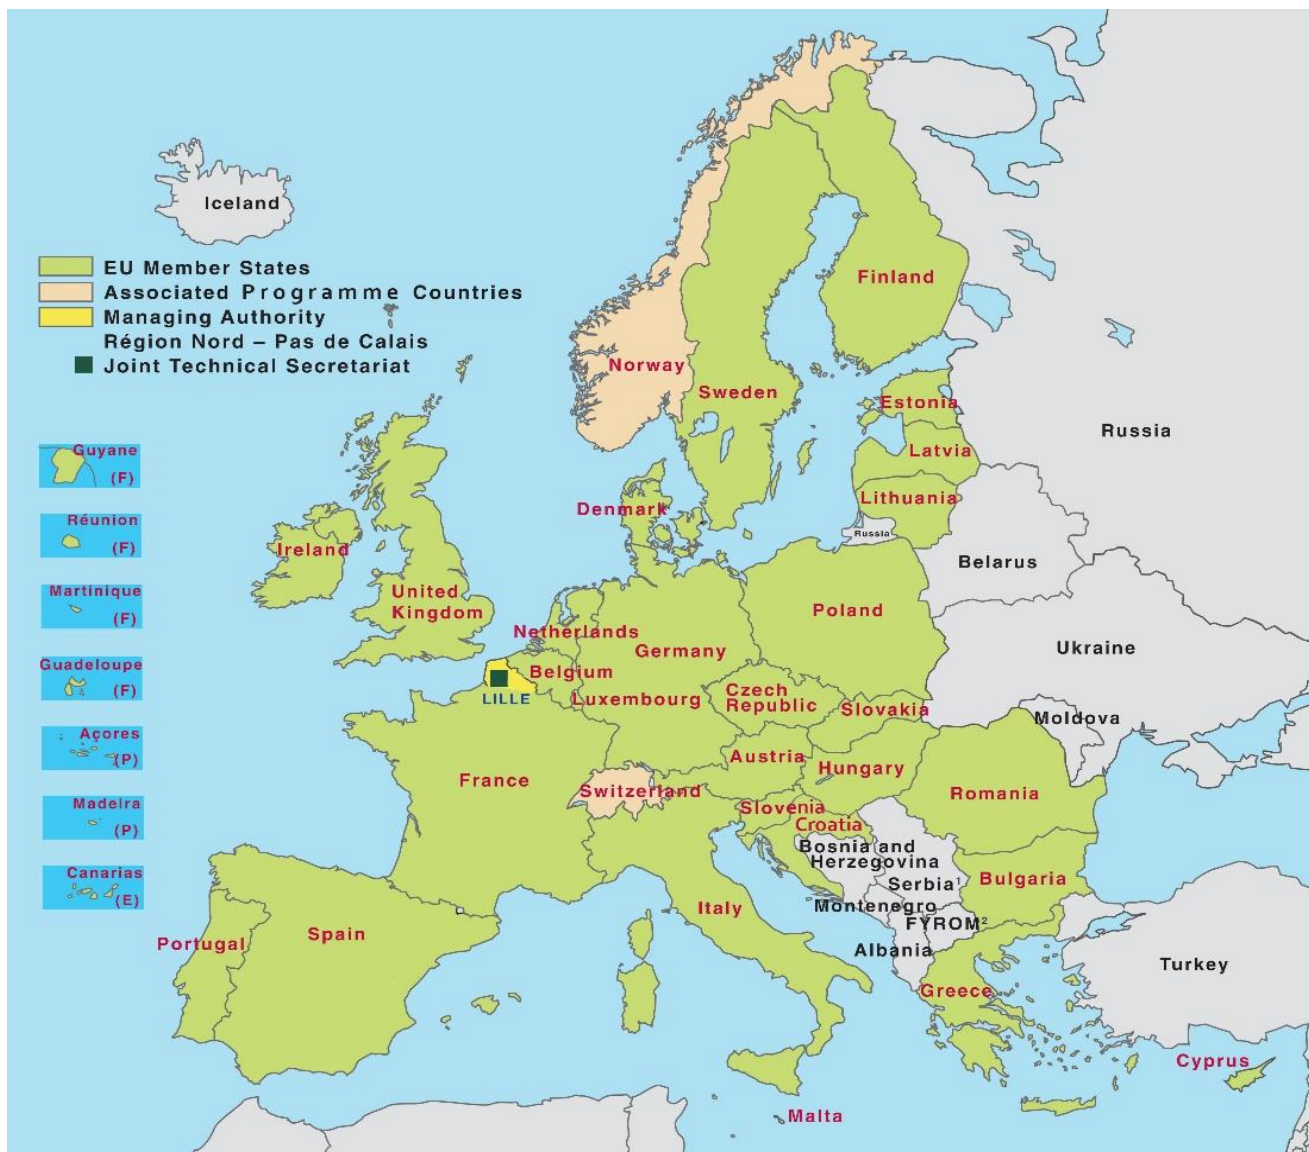 Iceland
EU Member States
Associated Programme Countries
Managing Authority
Région Nord – Pas de Calais
Joint Technical Secretariat
Guyane
(F)
Réunion
(F)
Martinique
(F)
Guadeloupe
(F)
Açores
(P)
Madeira
(P)
Canarias
(E)
Finland
Norway
Sweden
Estonia
Russia
Latvia
Lithuania
Denmark
Russia
Ireland
Belarus
United
Kingdom
Poland
Netherlands
Germany
Ukraine
Belgium
LILLE
Luxembourg
Czech
Republic
Slovakia
Moldova
Austria
Hungary
France
Switzerland
Romania
Slovenia
Croatia
Bosnia and
Herzegovina
Serbia¹
Bulgaria
Montenegro
Italy
FYROM²
Portugal
Spain
Albania
Turkey
Greece
Cyprus
Malta